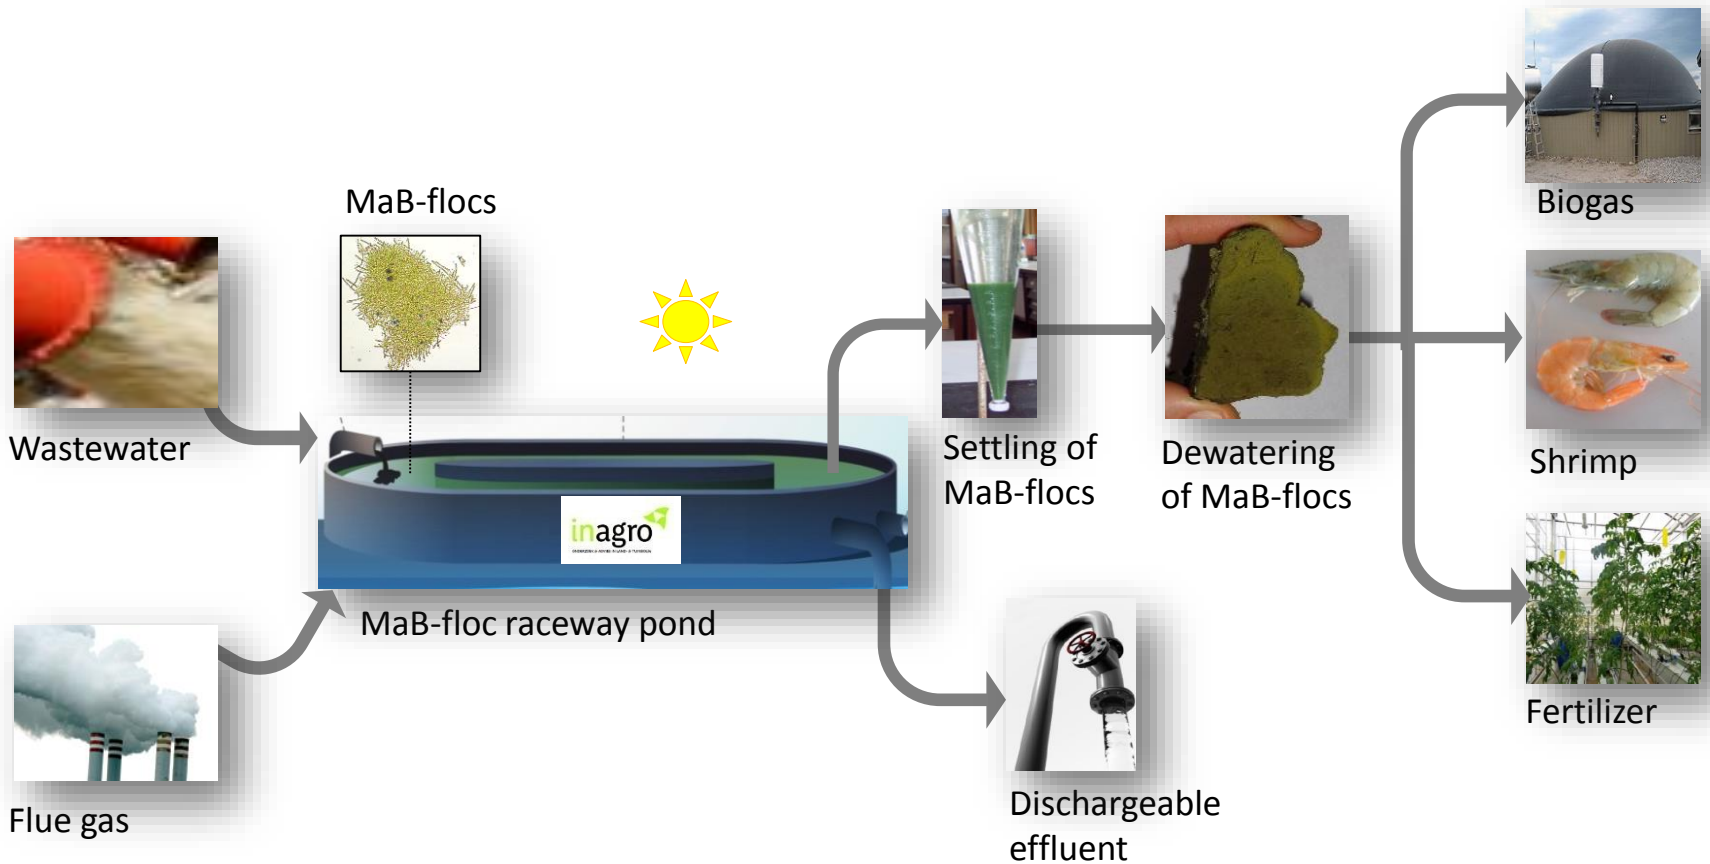 MaB-flocs
Wastewater
Flue gas
inagro
MaB-floc raceway pond
Settling of
MaB-flocs
Dewatering
of MaB-flocs
Dischargeable
effluent
Biogas
Shrimp
Fertilizer